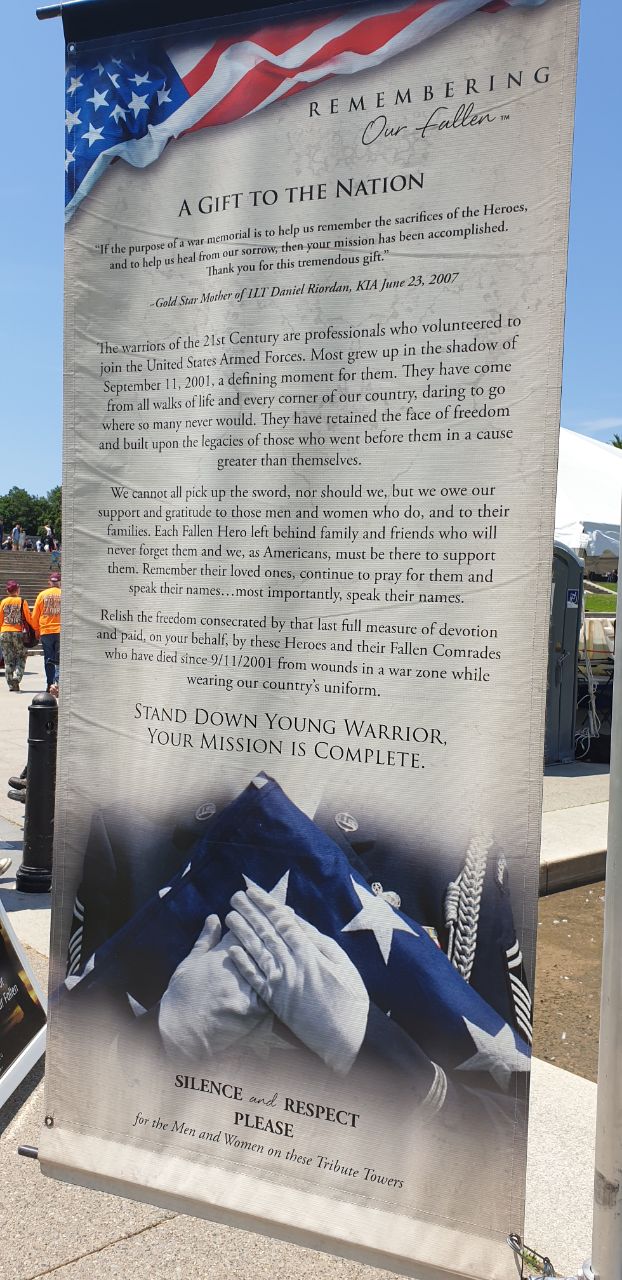 REMEMBERING
Our Fallen™
A GIFT TO THE NATION
"If the purpose of a war memorial is to help us remember the sacrifices of the Heroes,
and to help us heal from our sorrow, then your mission has been accomplished.
Thank you for this tremendous gift."
-Gold Star Mother of 1LT Daniel Riordan, KIA June 23, 2007
The warriors of the 21st Century are professionals who volunteered to
join the United States Armed Forces. Most grew up in the shadow of
September 11, 2001, a defining moment for them. They have come
from all walks of life and every corner of our country, daring to go
where so many never would. They have retained the face of freedom
and built upon the legacies of those who went before them in a cause
greater than themselves.
We cannot all pick up the sword, nor should we, but we owe our
support and gratitude to those men and women who do, and to their
families. Each Fallen Hero left behind family and friends who will
never forget them and we, as Americans, must be there to support
them. Remember their loved ones, continue to pray for them and
speak their names...most importantly, speak their names.
Relish the freedom consecrated by that last full measure of devotion
and paid, on your behalf, by these Heroes and their Fallen Comrades
who have died since 9/11/2001 from wounds in a war zone while
wearing our country's uniform.
STAND DOWN YOUNG WARRIOR,
YOUR MISSION IS COMPLETE.
SILENCE and RESPECT
PLEASE
for the Men and Women on these Tribute Towers
Fallen